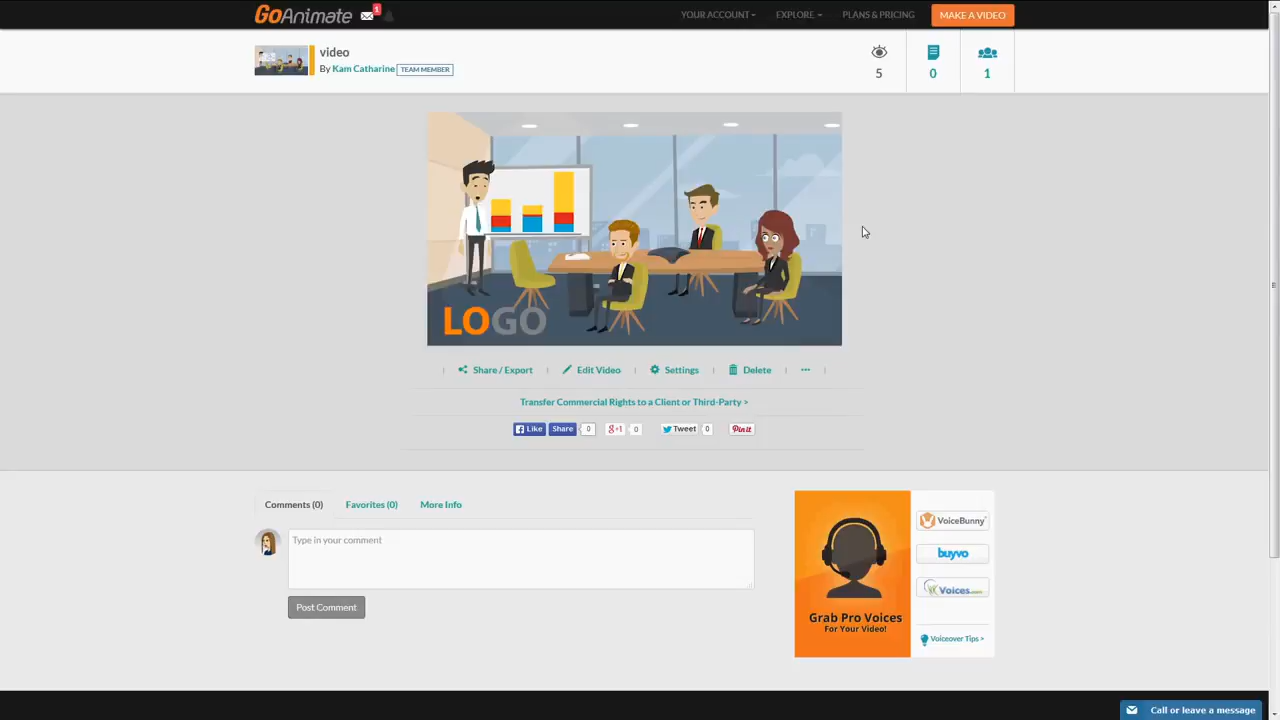 GoAnimate
1
YOUR ACCOUNT
EXPLORE
PLANS & PRICING
MAKE A VIDEO
video
By Kam Catharine TEAM MEMBER
5
0
1
LOGO
Share / Export
Edit Video
Settings
Delete
Transfer Commercial Rights to a Client or Third-Party >
Like
Share
0
g+1
0
Tweet
0
Pinit
Comments (0)
Favorites (0)
More Info
Type in your comment
Post Comment
VoiceBunny
buyvo
Voices.com
Grab Pro Voices
For Your Video!
Voiceover Tips >
Call or leave a message